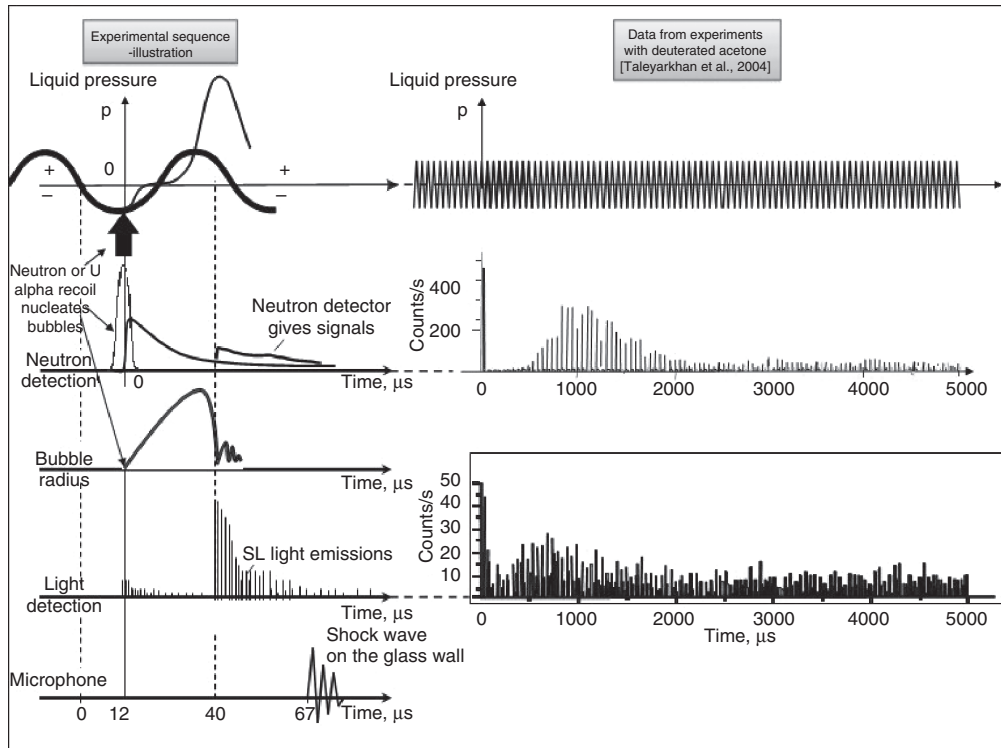 Experimental sequence
-illustration
Liquid pressure
p
0
+
–
+
–
Neutron or U
alpha recoil
nucleates
bubbles
Neutron detector
gives signals
Neutron
detection
0
Time, μs
Bubble
radius
Time, μs
SL light emissions
Light
detection
Time, μs
Shock wave
on the glass wall
Microphone
0
12
40
67
Time, μs
Data from experiments
with deuterated acetone
[Taleyarkhan et al., 2004]
Liquid pressure
p
Counts/s
400
200
0
1000
2000
3000
4000
5000
Counts/s
50
40
30
20
10
0
1000
2000
3000
4000
5000
Time, μs